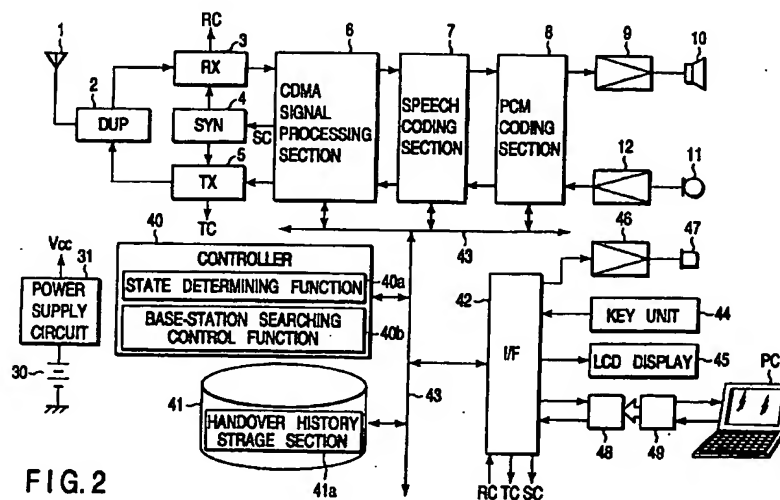 RC
1
3
6
7
8
9
10
2
RX
CDMA
SIGNAL
PROCESSING
SECTION
SPEECH
CODING
SECTION
PCM
CODING
SECTION
4
DUP
SYN
SC
12
11
5
TX
TC
40
43
46
47
CONTROLLER
STATE DETERMINING FUNCTION
40a
BASE-STATION SEARCHING
CONTROL FUNCTION
40b
Vcc
31
POWER
SUPPLY
CIRCUIT
30
42
I/F
KEY UNIT
44
LCD DISPLAY
45
PC
41
HANDOVER HISTORY
STRAGE SECTION
41a
43
48
49
RC TC SC
FIG.2